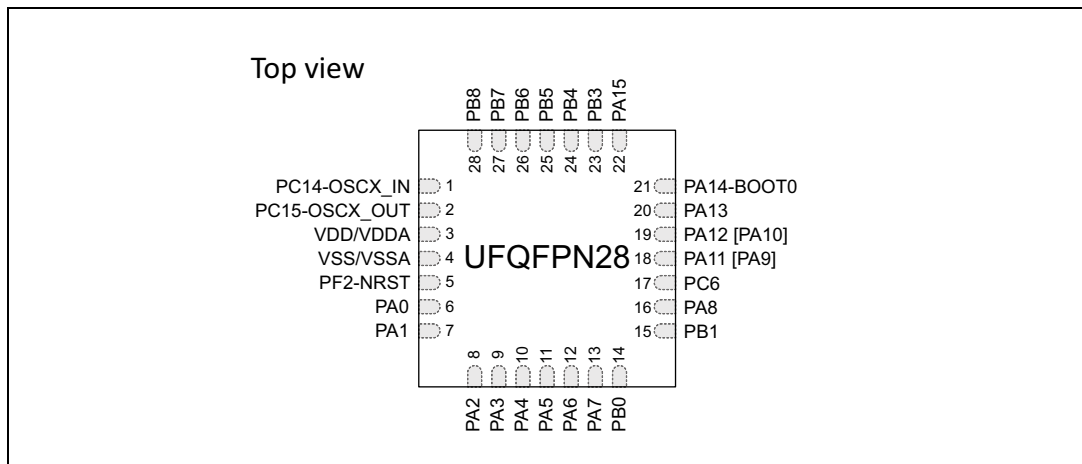 Top view
PB8
PB7
PB6
PB5
PB4
PB3
PA15
28
27
26
25
24
23
22
PC14-OSCX_IN 1
PC15-OSCX_OUT 2
VDD/VDDA 3
VSS/VSSA 4
PF2-NRST 5
PA0 6
PA1 7
UFQFPN28
21 PA14-BOOT0
20 PA13
19 PA12 [PA10]
18 PA11 [PA9]
17 PC6
16 PA8
15 PB1
8
9
10
11
12
13
14
PA2
PA3
PA4
PA5
PA6
PA7
PB0